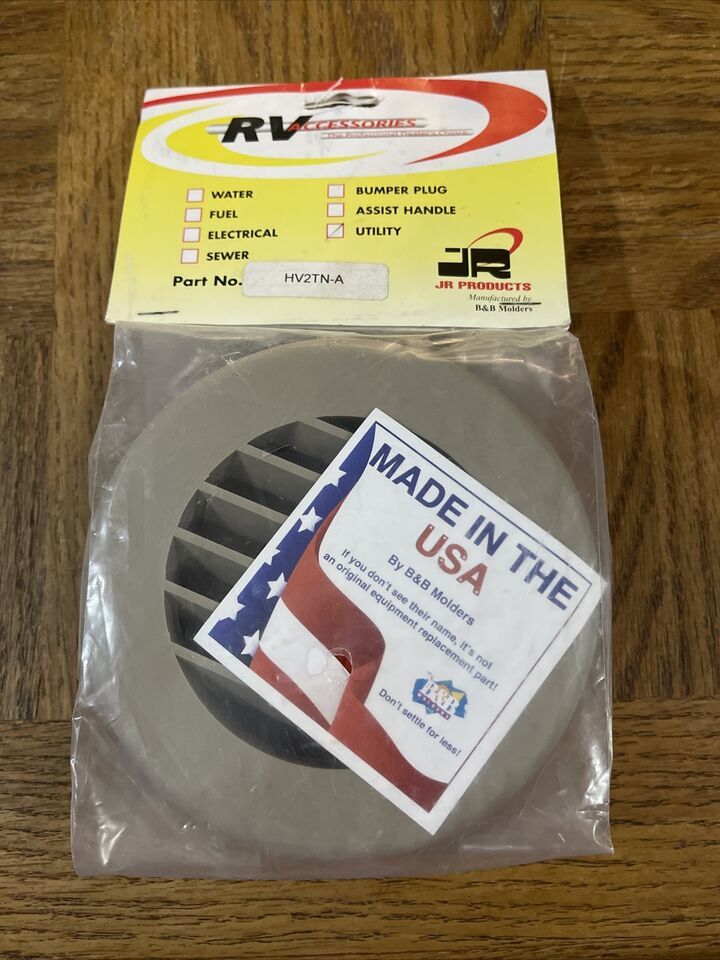 RV ACCESSORIES
The Professional Dealer's Choice
WATER
FUEL
ELECTRICAL
SEWER
BUMPER PLUG
ASSIST HANDLE
UTILITY
Part No. HV2TN-A
JR
JR PRODUCTS
Manufactured by
B&B Molders
MADE IN THE
USA
By B&B Molders
If you don't see their name, it's not
an original equipment replacement part!
B&B
MOLDERS
Don't settle for less!